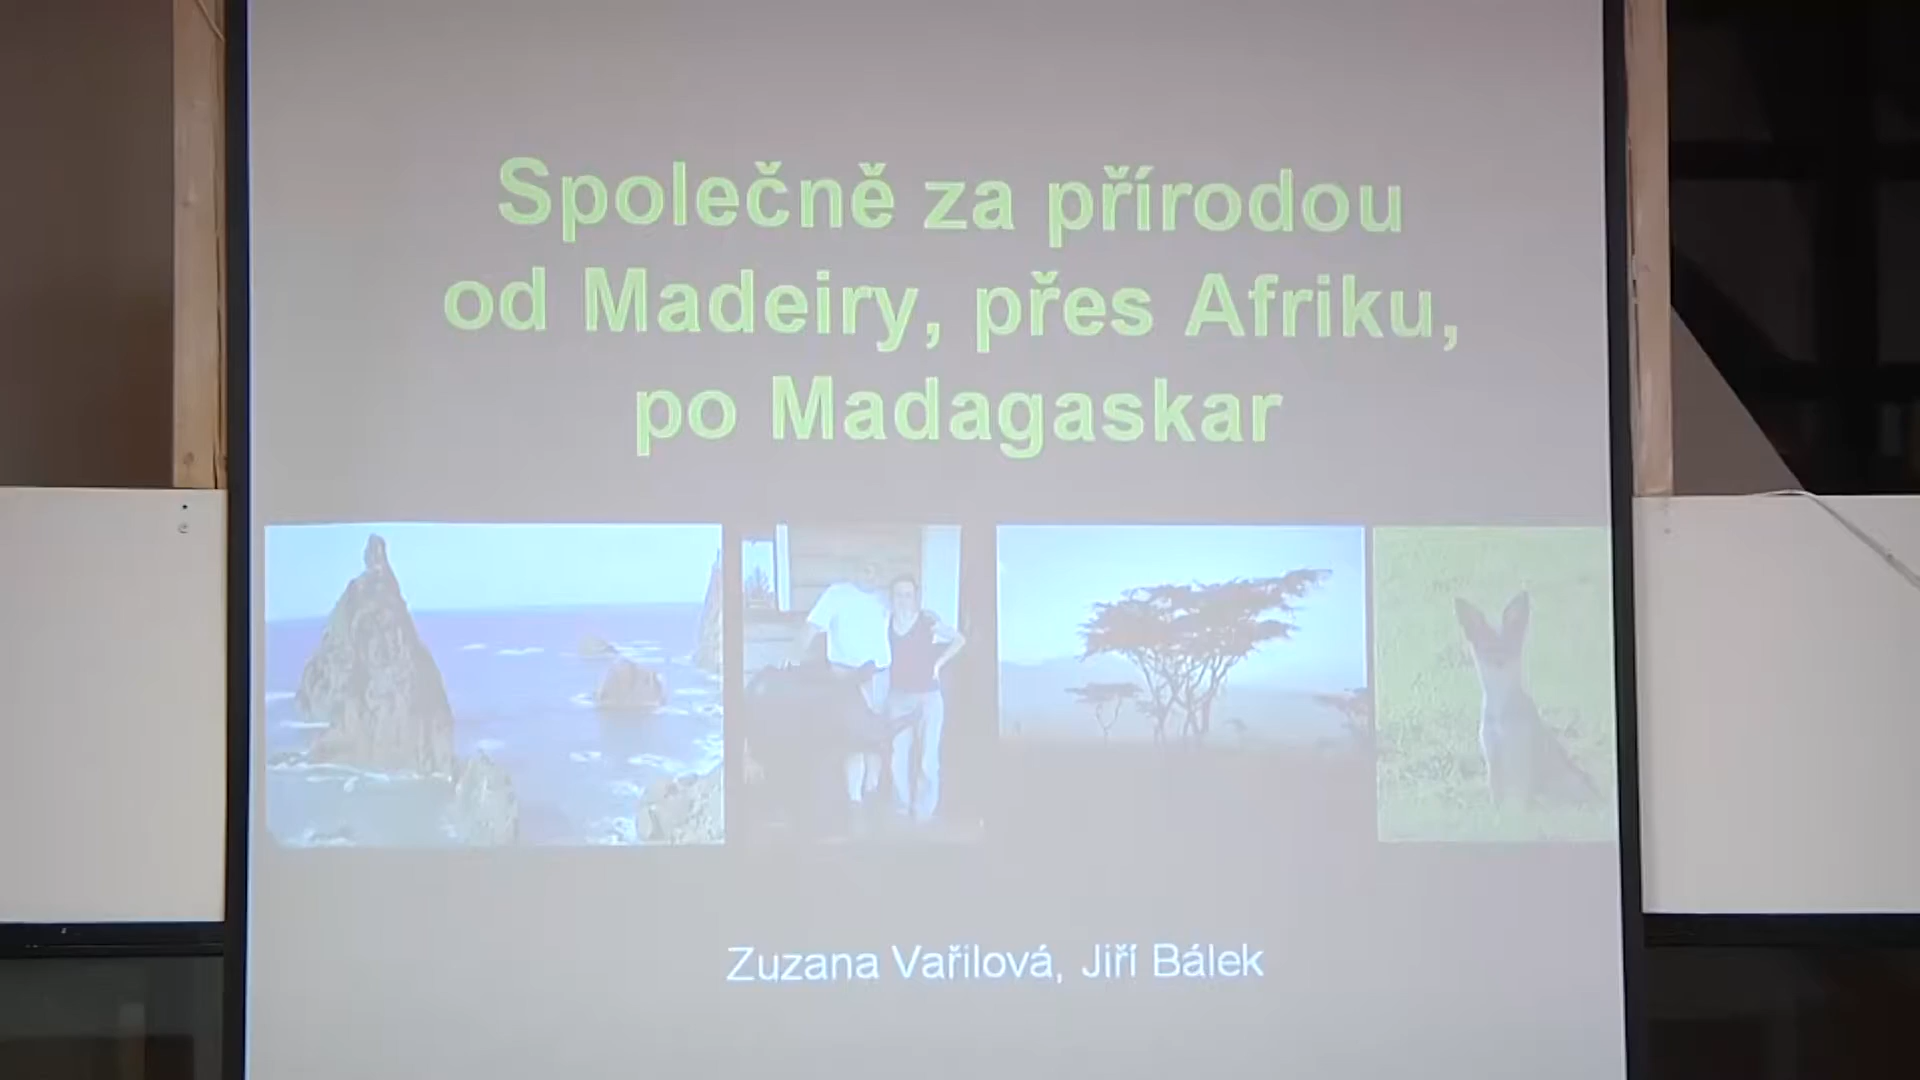 Společně za přírodou
od Madeiry, přes Afriku,
po Madagaskar
Zuzana Vařilová, Jiří Bálek